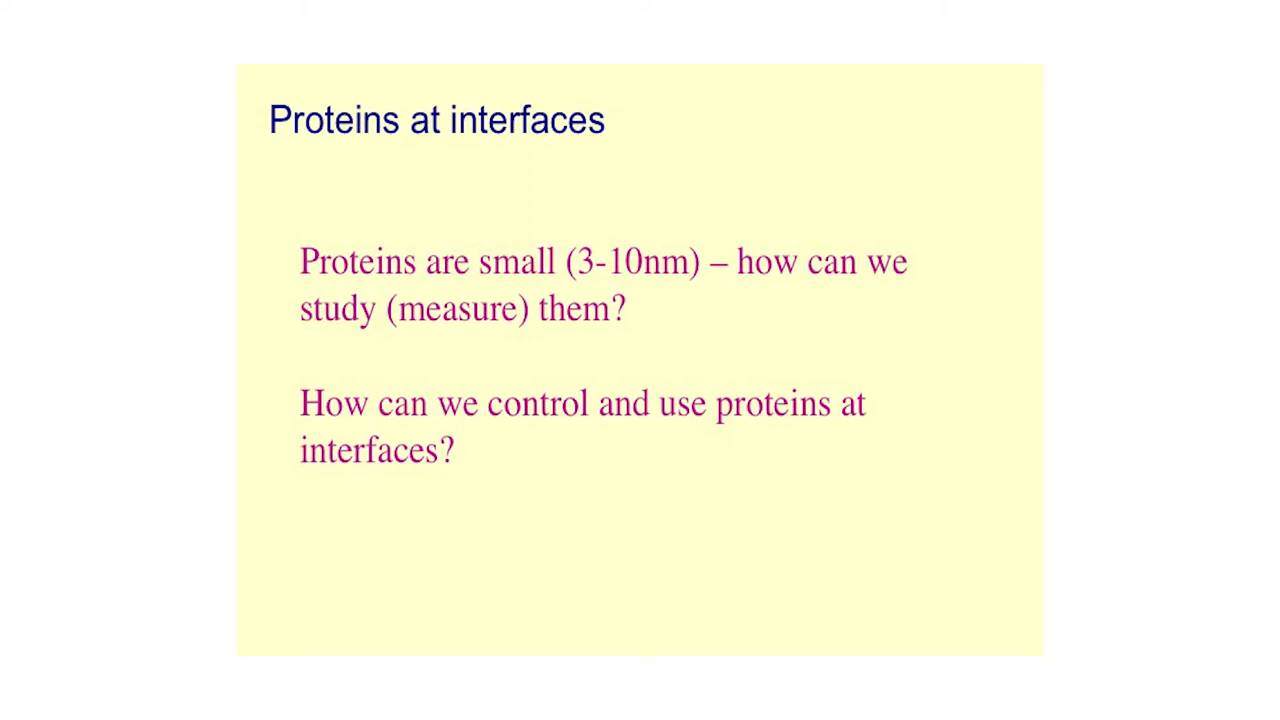 Proteins at interfaces
Proteins are small (3-10nm) – how can we
study (measure) them?
How can we control and use proteins at
interfaces?